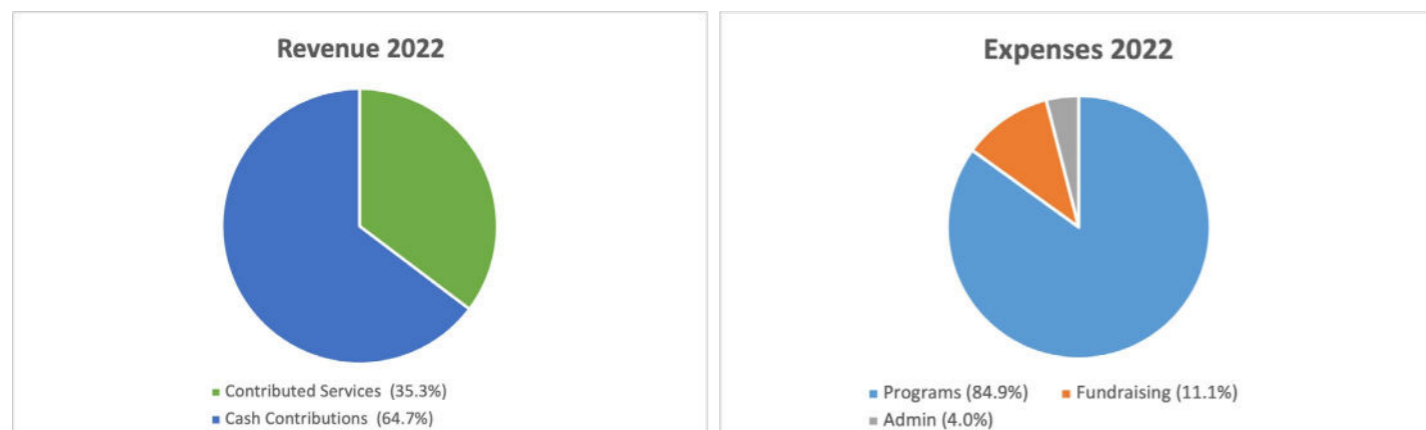 Revenue 2022
Contributed Services (35.3%)
Cash Contributions (64.7%)
Expenses 2022
Programs (84.9%) Fundraising (11.1%)
Admin (4.0%)